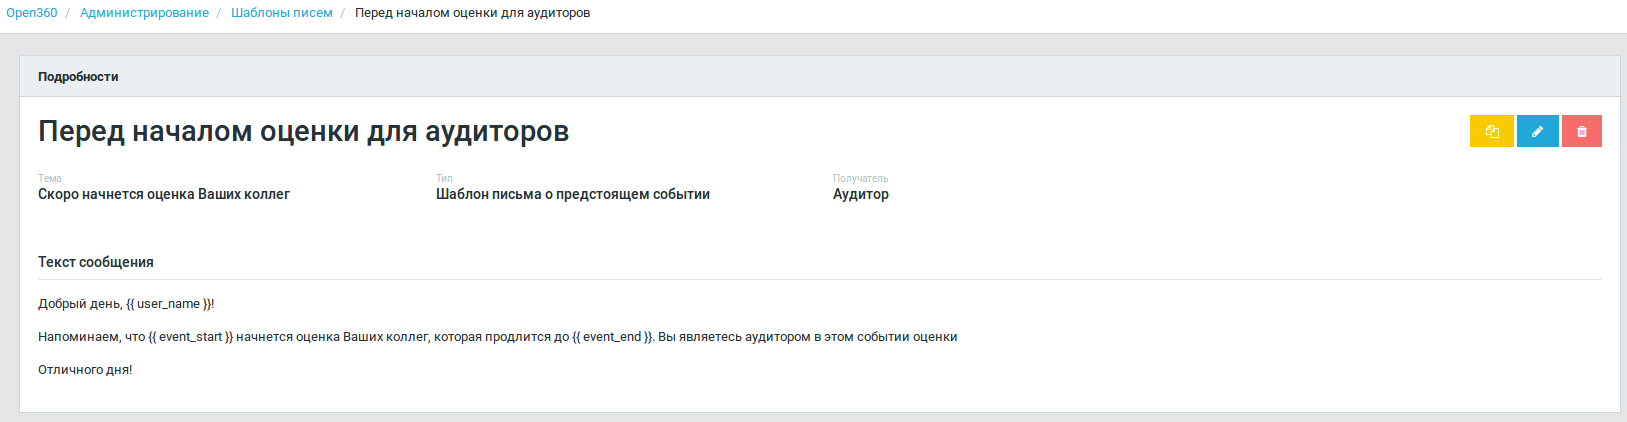 Open360 / Администрирование / Шаблоны писем / Перед началом оценки для аудиторов
Подробности
Перед началом оценки для аудиторов
Тема Тип Получатель
Скоро начнется оценка Ваших коллег Шаблон письма о предстоящем событии Аудитор
Текст сообщения
Добрый день, {{ user_name }}!
Напоминаем, что {{ event_start }} начнется оценка Ваших коллег, которая продлится до {{ event_end }}. Вы являетесь аудитором в этом событии оценки
Отличного дня!